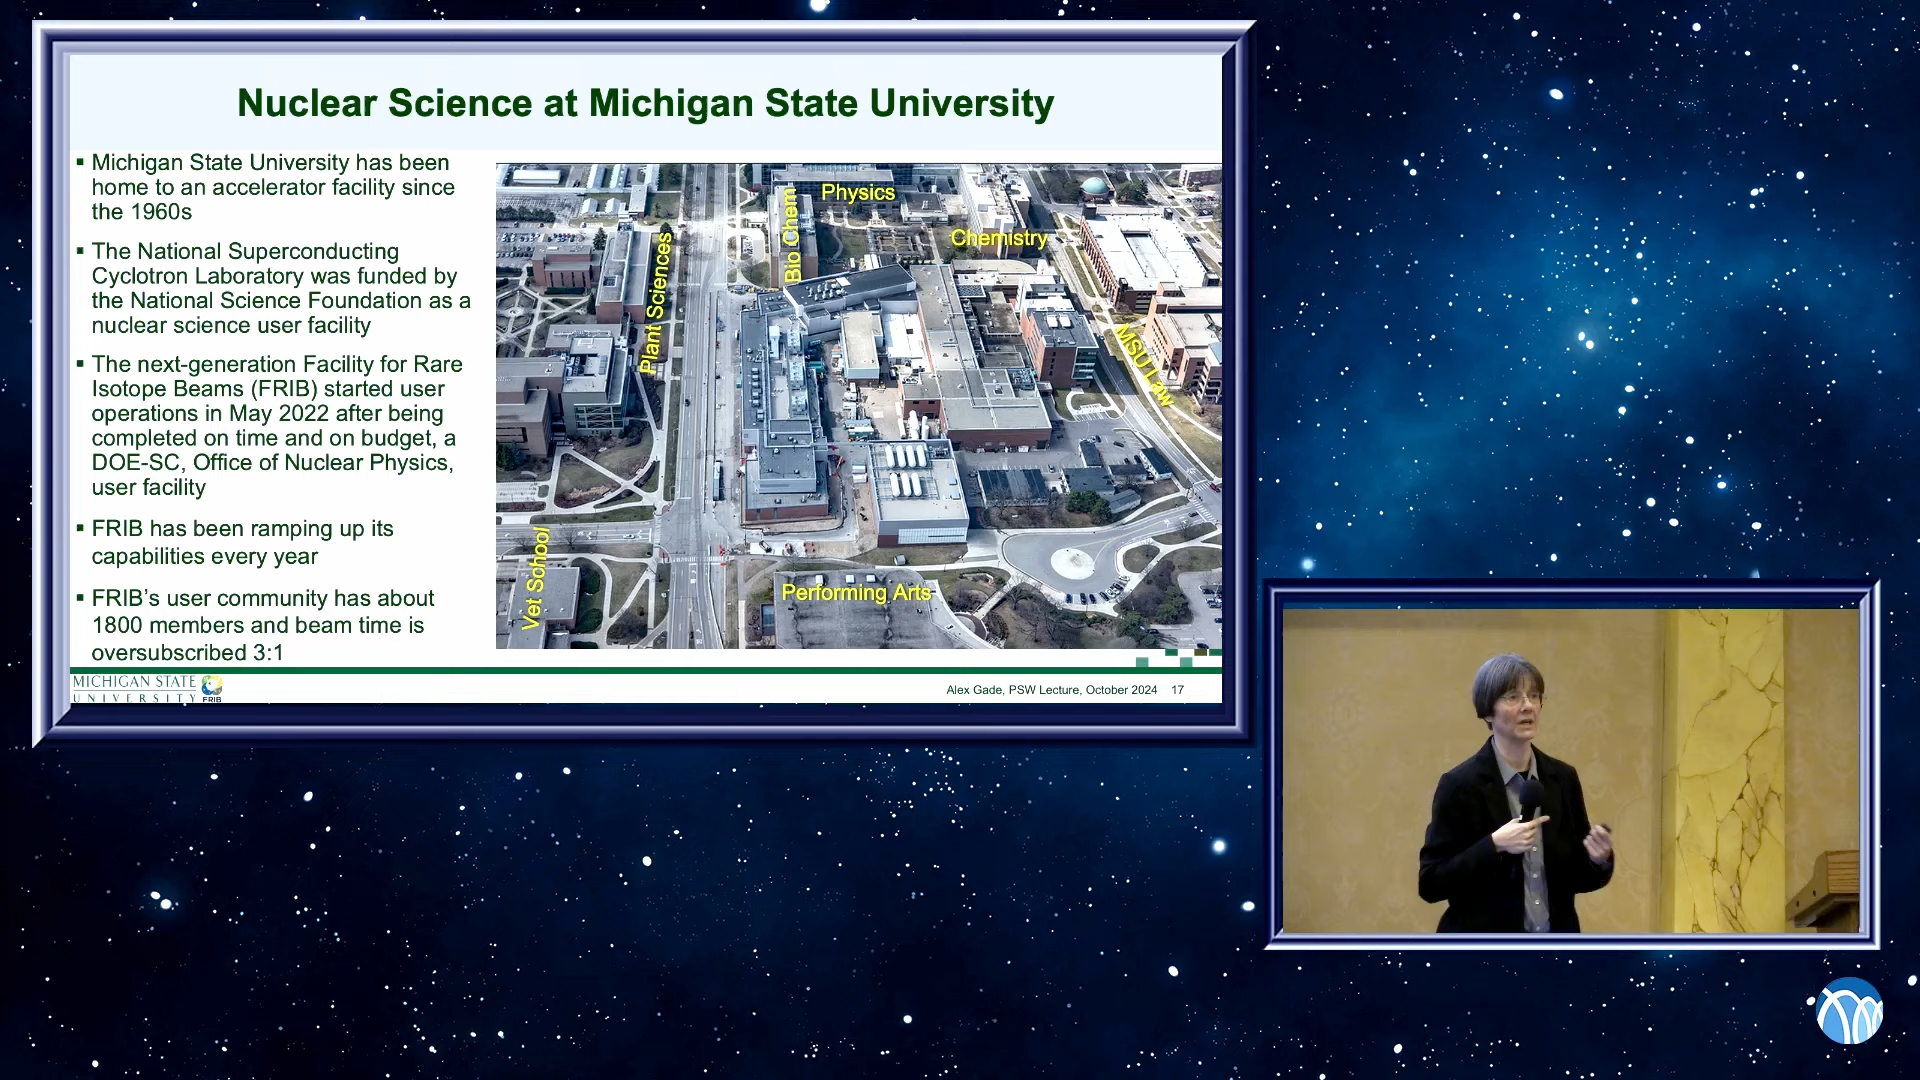 Nuclear Science at Michigan State University
▪ Michigan State University has been
home to an accelerator facility since
the 1960s
▪ The National Superconducting
Cyclotron Laboratory was funded by
the National Science Foundation as a
nuclear science user facility
▪ The next-generation Facility for Rare
Isotope Beams (FRIB) started user
operations in May 2022 after being
completed on time and on budget, a
DOE-SC, Office of Nuclear Physics,
user facility
▪ FRIB has been ramping up its
capabilities every year
▪ FRIB’s user community has about
1800 members and beam time is
oversubscribed 3:1
Physics
Bio Chem
Chemistry
Plant Sciences
MSU Law
Vet School
Performing Arts
MICHIGAN STATE
UNIVERSITY
FRIB
Alex Gade, PSW Lecture, October 2024 17